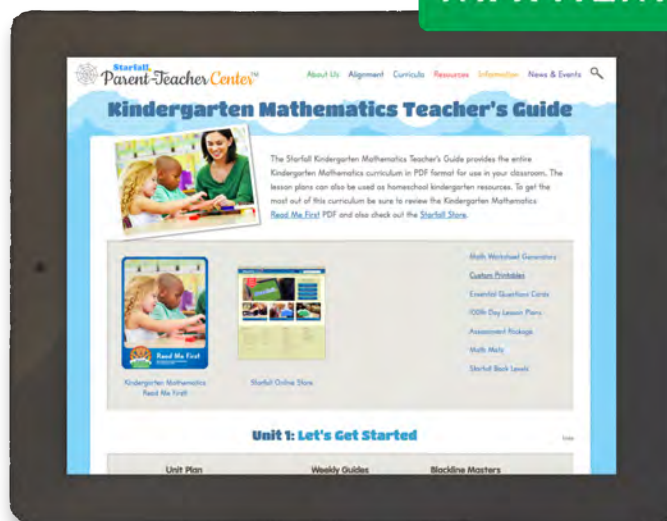 Starfall
Parent-Teacher Center™
About Us Alignment Curricula Resources Information News & Events
Kindergarten Mathematics Teacher's Guide
The Starfall Kindergarten Mathematics Teacher's Guide provides the entire
Kindergarten Mathematics curriculum in PDF format for use in your classroom. The
lesson plans can also be used as homeschool kindergarten resources. To get the
most out of this curriculum be sure to review the Kindergarten Mathematics
Read Me First PDF and also check out the Starfall Store.
Math Worksheet Generators
Custom Printables
Essential Questions Cards
100th Day Lesson Plans
Assessment Package
Math Mats
Starfall Book Levels
Read Me First
Kindergarten Mathematics
Read Me First!
Starfall Online Store
Unit 1: Let's Get Started
Unit Plan Weekly Guides Blackline Masters